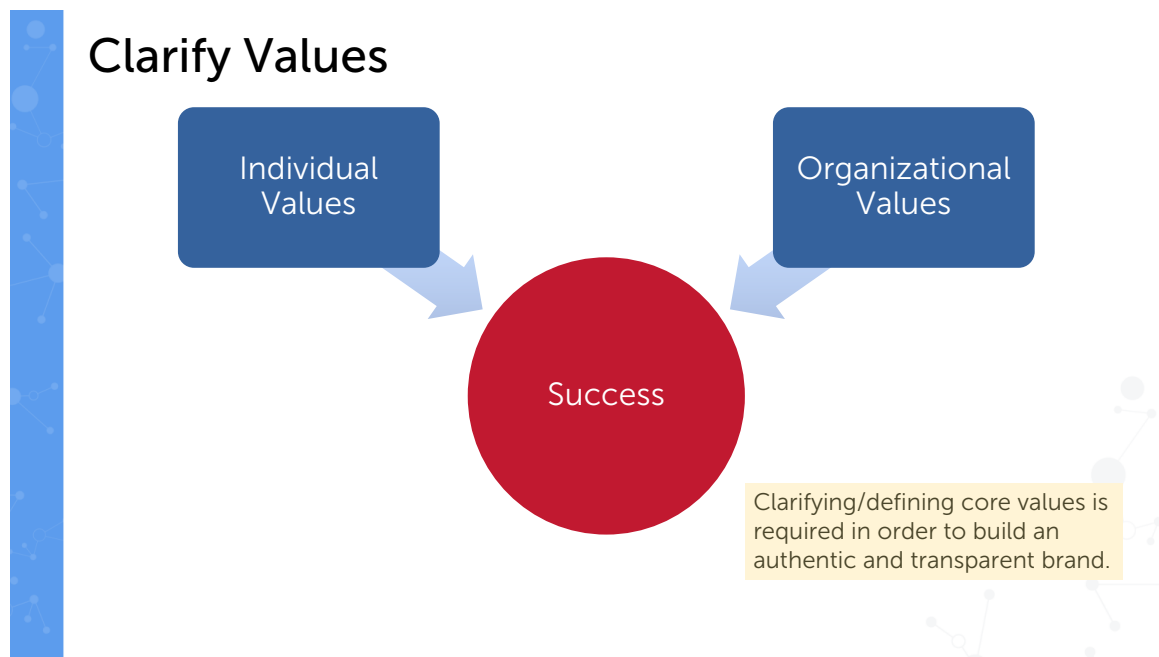 Clarify Values
Individual
Values
Organizational
Values
Success
Clarifying/defining core values is
required in order to build an
authentic and transparent brand.